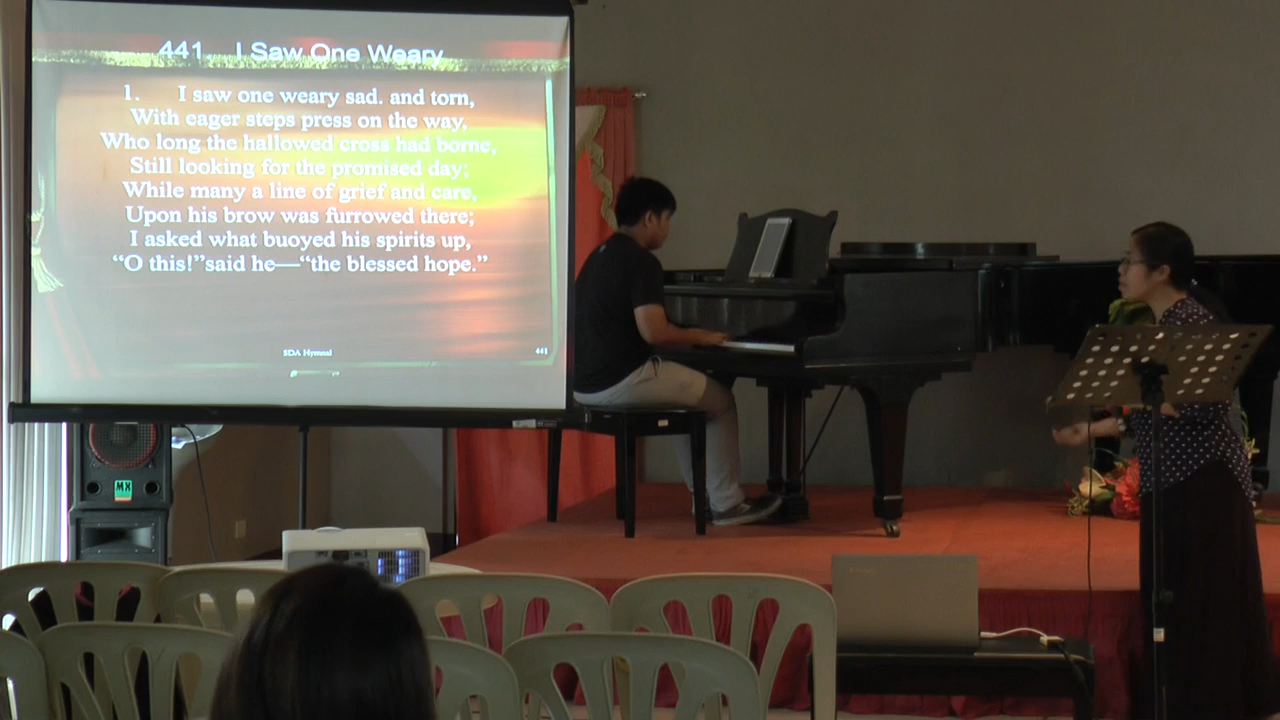 441. I Saw One Weary
1. I saw one weary sad. and torn,
With eager steps press on the way,
Who long the hallowed cross had borne,
Still looking for the promised day;
While many a line of grief and care,
Upon his brow was furrowed there;
I asked what buoyed his spirits up,
“O this!”said he—“the blessed hope.”
SDA Hymnal
441
MX